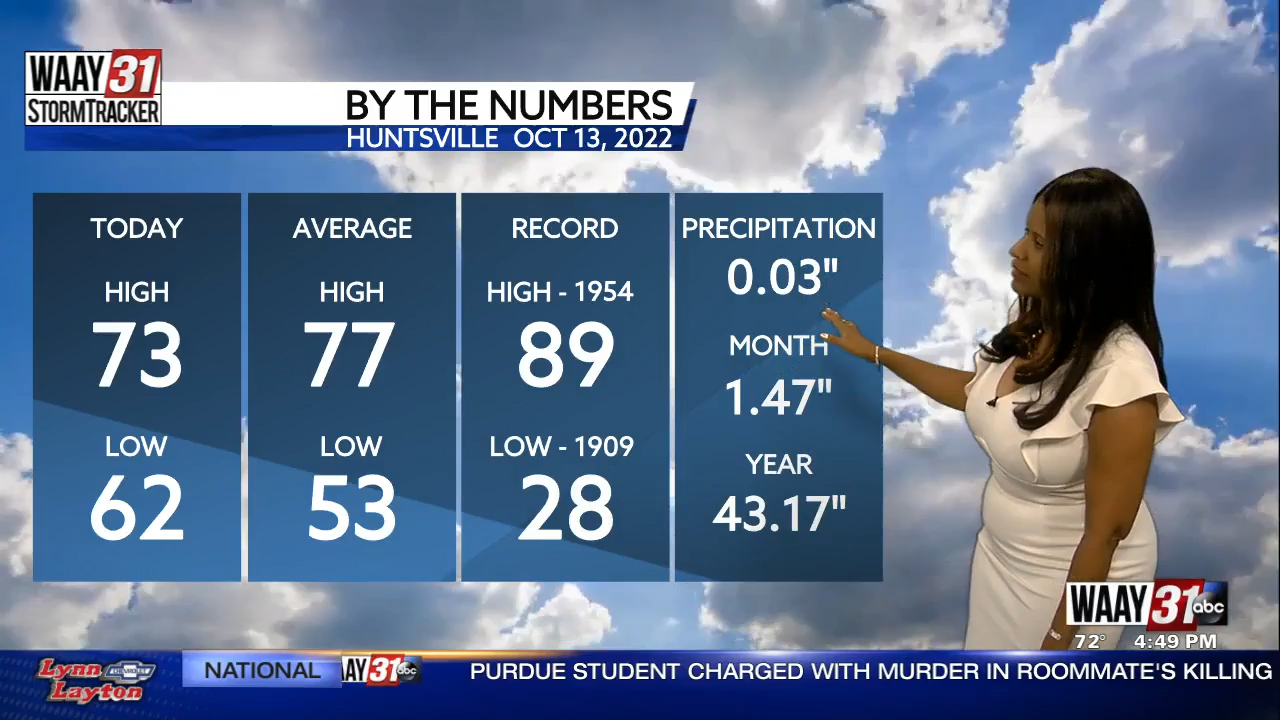 WAAY 31
STORMTRACKER
BY THE NUMBERS
HUNTSVILLE OCT 13, 2022
TODAY
HIGH
73
LOW
62
AVERAGE
HIGH
77
LOW
53
RECORD
HIGH - 1954
89
LOW - 1909
28
PRECIPITATION
0.03"
MONTH
1.47"
YEAR
43.17"
WAAY 31 abc
72° 4:49 PM
Lynn
CHEVROLET
Layton
NATIONAL
AAY 31 abc
PURDUE STUDENT CHARGED WITH MURDER IN ROOMMATE'S KILLING